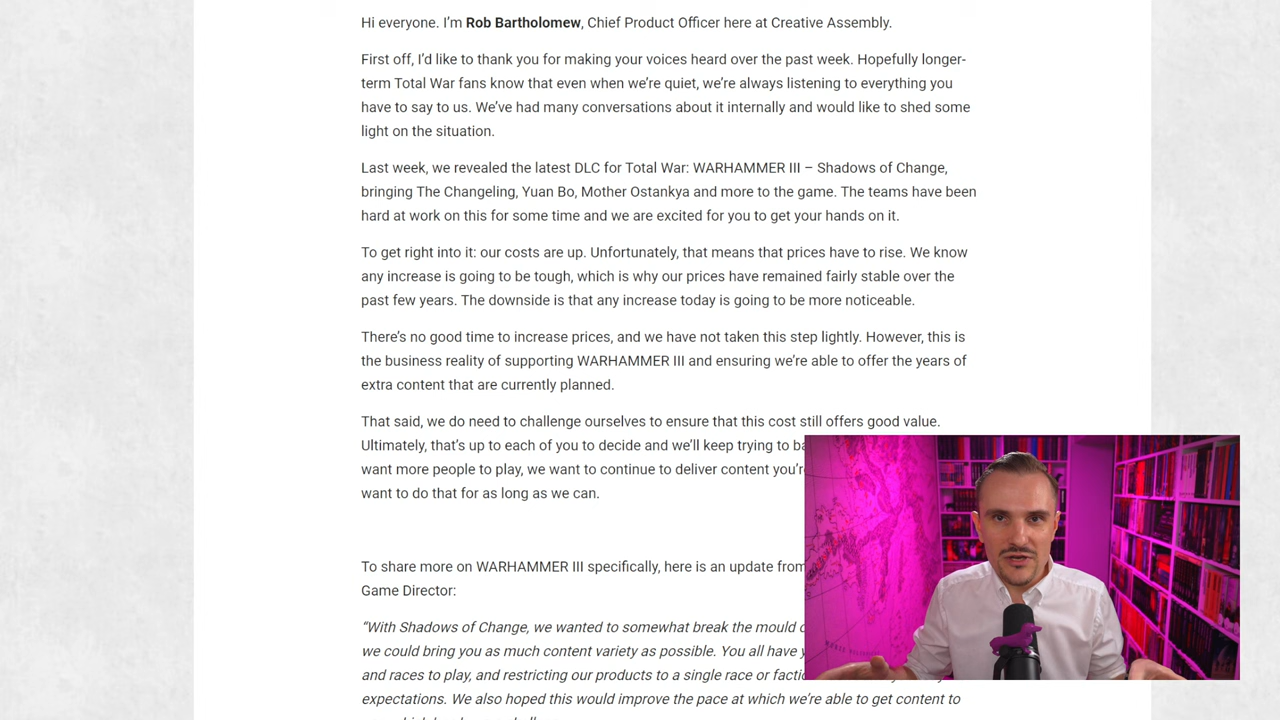 Hi everyone. I’m Rob Bartholomew, Chief Product Officer here at Creative Assembly.
First off, I’d like to thank you for making your voices heard over the past week. Hopefully longer-
term Total War fans know that even when we’re quiet, we’re always listening to everything you
have to say to us. We’ve had many conversations about it internally and would like to shed some
light on the situation.
Last week, we revealed the latest DLC for Total War: WARHAMMER III – Shadows of Change,
bringing The Changeling, Yuan Bo, Mother Ostankya and more to the game. The teams have been
hard at work on this for some time and we are excited for you to get your hands on it.
To get right into it: our costs are up. Unfortunately, that means that prices have to rise. We know
any increase is going to be tough, which is why our prices have remained fairly stable over the
past few years. The downside is that any increase today is going to be more noticeable.
There’s no good time to increase prices, and we have not taken this step lightly. However, this is
the business reality of supporting WARHAMMER III and ensuring we’re able to offer the years of
extra content that are currently planned.
That said, we do need to challenge ourselves to ensure that this cost still offers good value.
Ultimately, that’s up to each of you to decide and we’ll keep trying to
want more people to play, we want to continue to deliver content
want to do that for as long as we can.
To share more on WARHAMMER III specifically, here is an update from
Game Director:
“With Shadows of Change, we wanted to somewhat break the mould
we could bring you as much content variety as possible. You all have
and races to play, and restricting our products to a single race or
expectations. We also hoped this would improve the pace at which we’re able to get content to